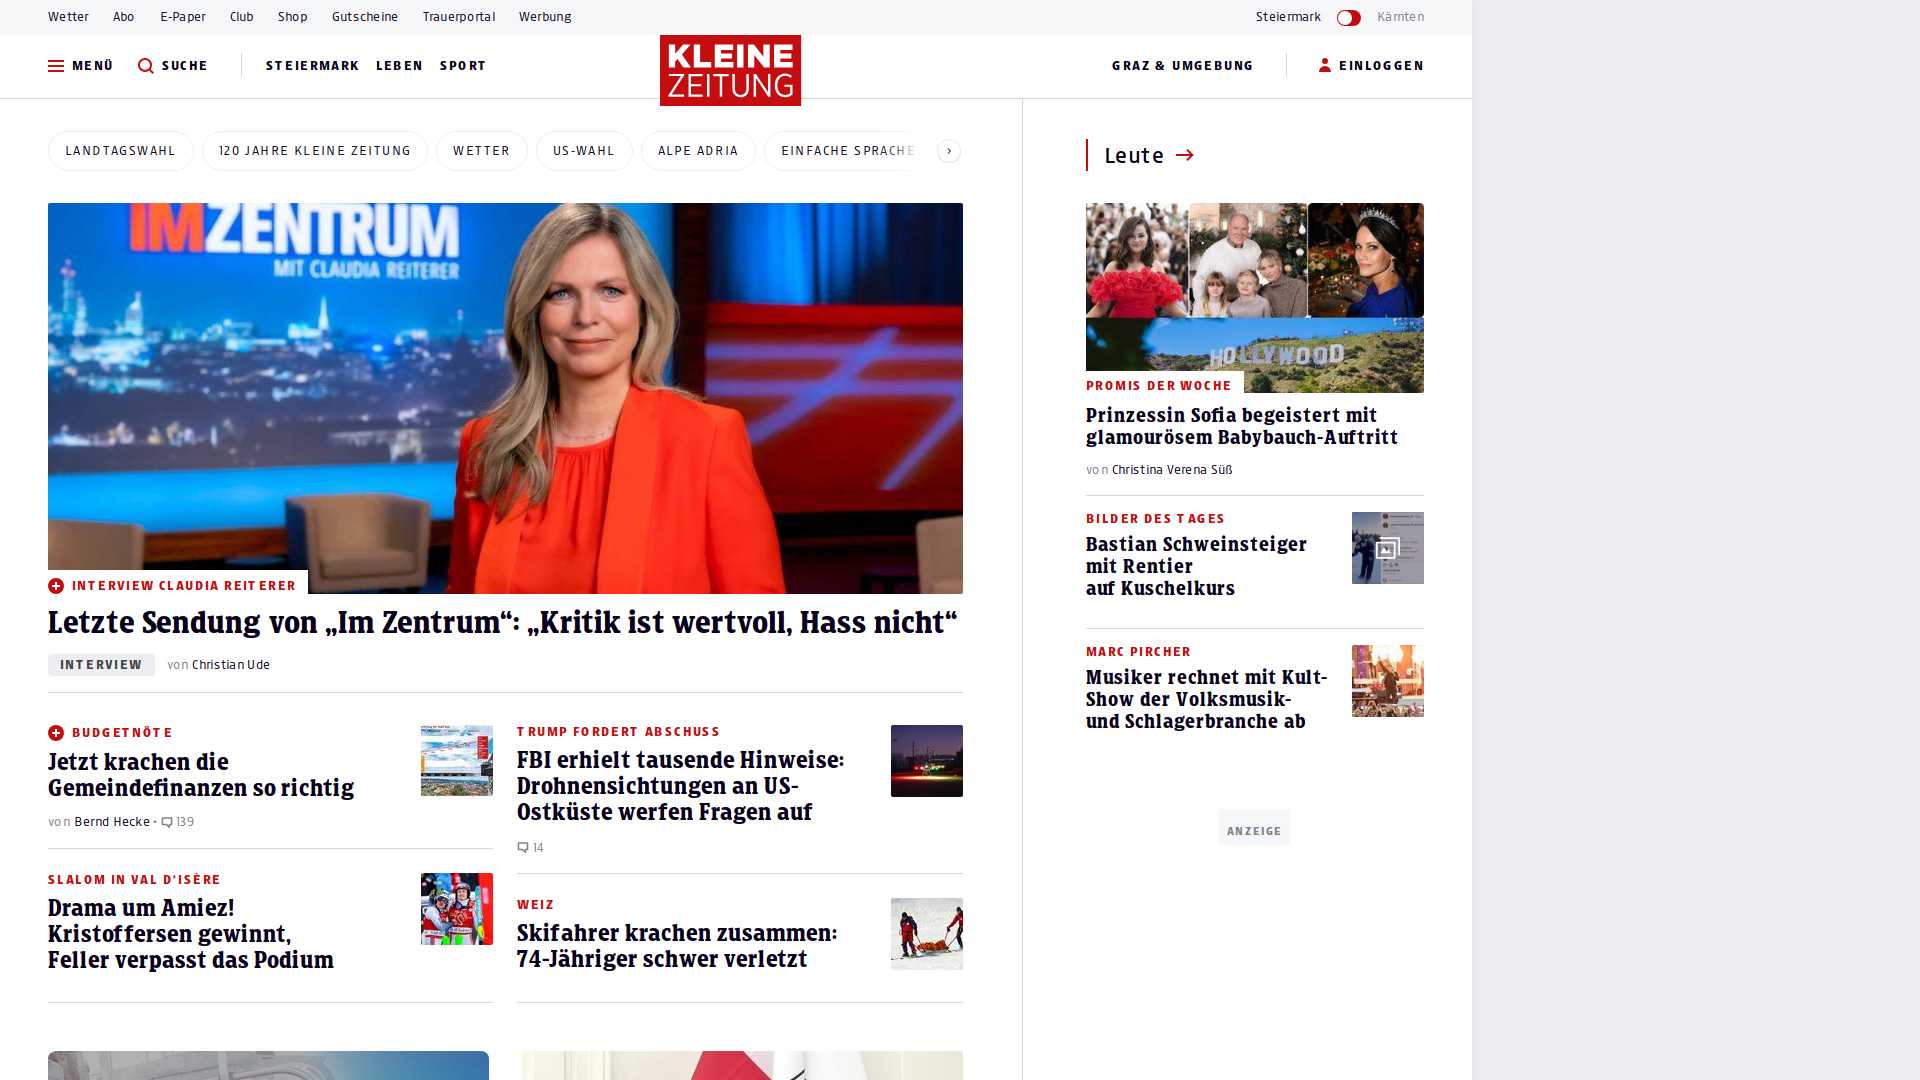 Wetter Abo E-Paper Club Shop Gutscheine Trauerportal Werbung Steiermark Kärnten
MENÜ SUCHE STEIERMARK LEBEN SPORT KLEINE ZEITUNG GRAZ & UMGEBUNG EINLOGGEN
LANDTAGSWAHL 120 JAHRE KLEINE ZEITUNG WETTER US-WAHL ALPE ADRIA EINFACHE SPRACHE
IMZENTRUM
MIT CLAUDIA REITERER
INTERVIEW CLAUDIA REITERER
Letzte Sendung von „Im Zentrum“: „Kritik ist wertvoll, Hass nicht“
INTERVIEW von Christian Ude
BUDGETNÖTE
Jetzt krachen die
Gemeindefinanzen so richtig
von Bernd Hecke • 139
SLALOM IN VAL D'ISÈRE
Drama um Amiez!
Kristoffersen gewinnt,
Feller verpasst das Podium
TRUMP FORDERT ABSCHUSS
FBI erhielt tausende Hinweise:
Drohnensichtungen an US-
Ostküste werfen Fragen auf
14
WEIZ
Skifahrer krachen zusammen:
74-Jähriger schwer verletzt
Leute
HOLLYWOOD
PROMIS DER WOCHE
Prinzessin Sofia begeistert mit
glamourösem Babybauch-Auftritt
von Christina Verena Süß
BILDER DES TAGES
Bastian Schweinsteiger
mit Rentier
auf Kuschelkurs
MARC PIRCHER
Musiker rechnet mit Kult-
Show der Volksmusik-
und Schlagerbranche ab
ANZEIGE